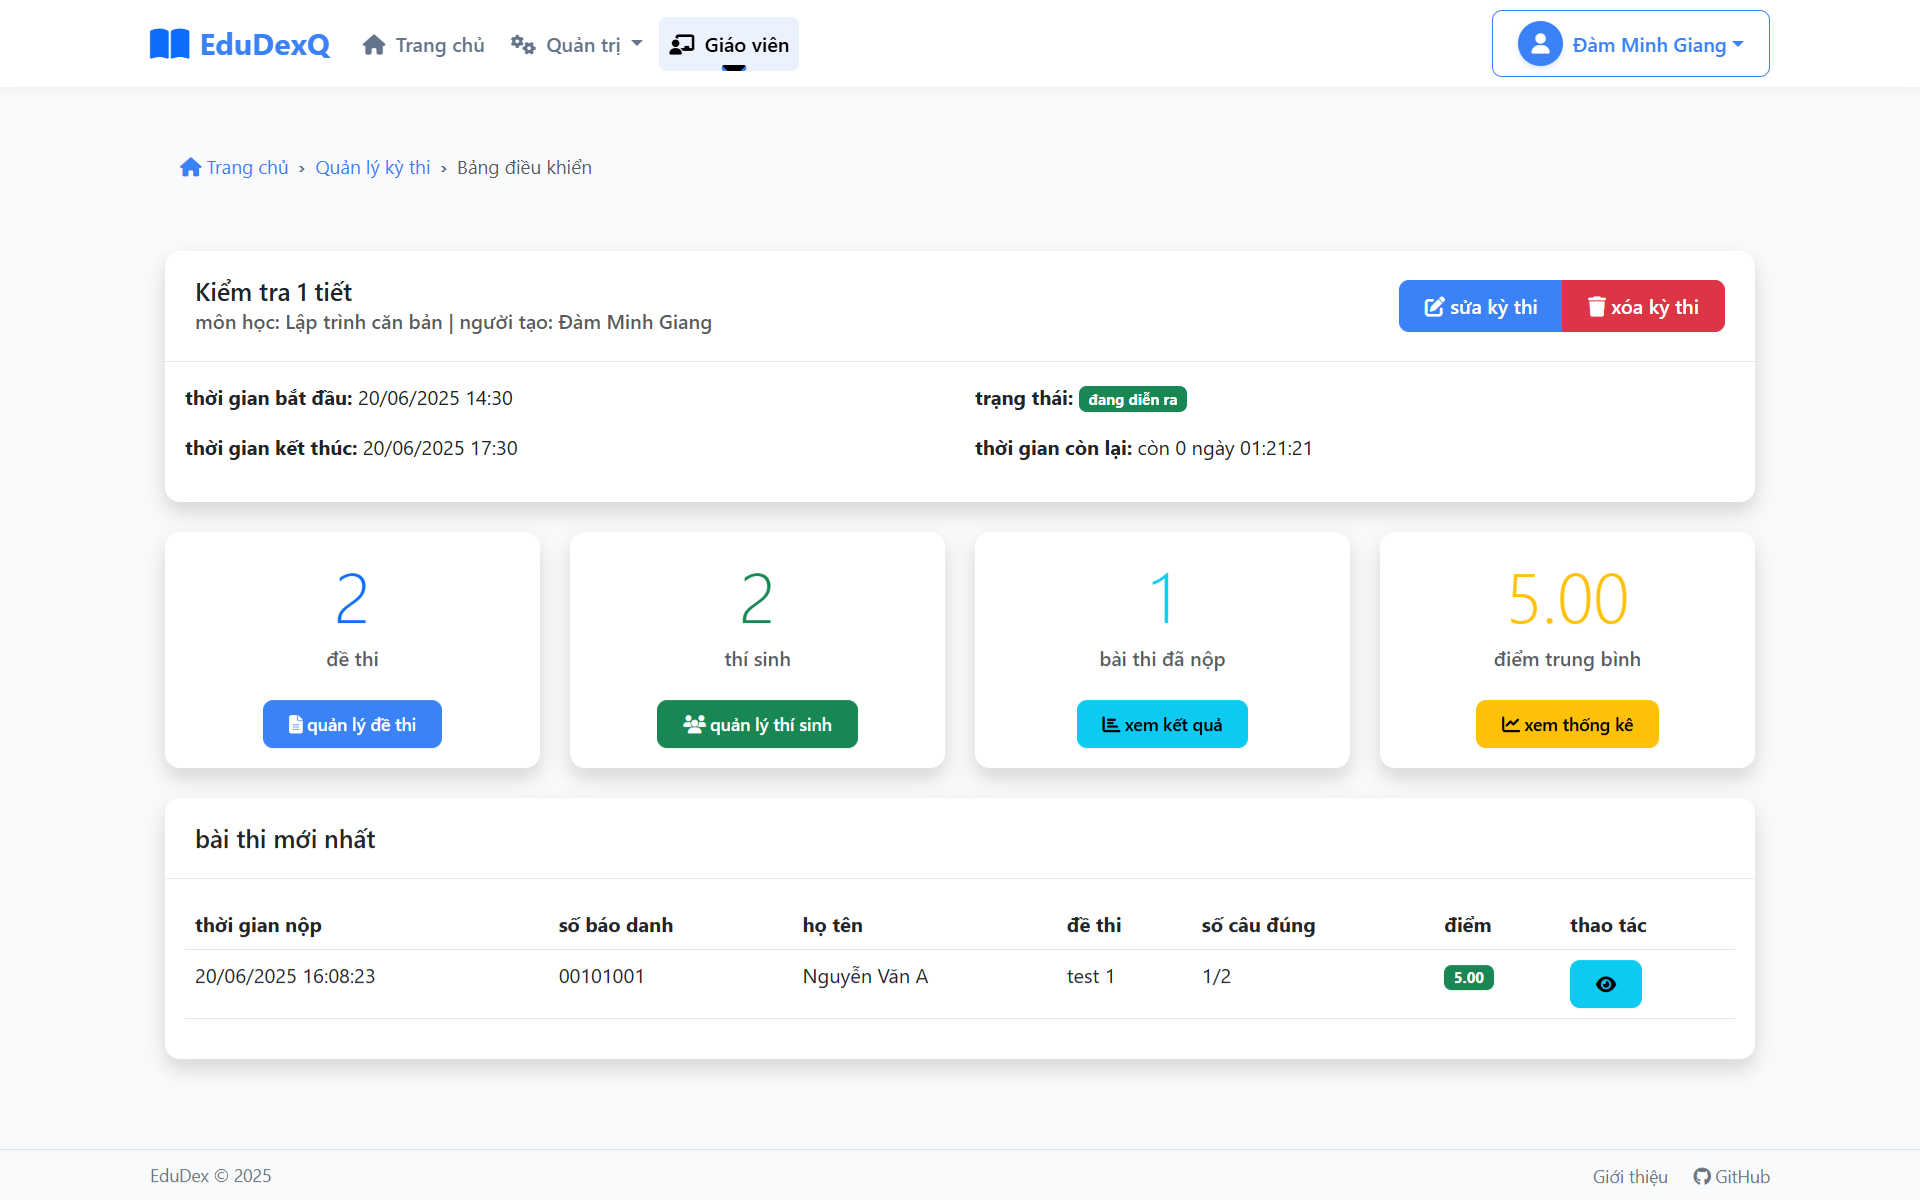 EduDexQ Trang chủ Quản trị Giáo viên Đàm Minh Giang
Trang chủ › Quản lý kỳ thi › Bảng điều khiển
Kiểm tra 1 tiết
môn học: Lập trình căn bản | người tạo: Đàm Minh Giang
sửa kỳ thi xóa kỳ thi
thời gian bắt đầu: 20/06/2025 14:30
trạng thái: đang diễn ra
thời gian kết thúc: 20/06/2025 17:30
thời gian còn lại: còn 0 ngày 01:21:21
2
đề thi
quản lý đề thi
2
thí sinh
quản lý thí sinh
1
bài thi đã nộp
xem kết quả
5.00
điểm trung bình
xem thống kê
bài thi mới nhất
thời gian nộp số báo danh họ tên đề thi số câu đúng điểm thao tác
20/06/2025 16:08:23 00101001 Nguyễn Văn A test 1 1/2 5.00
EduDex © 2025 Giới thiệu GitHub